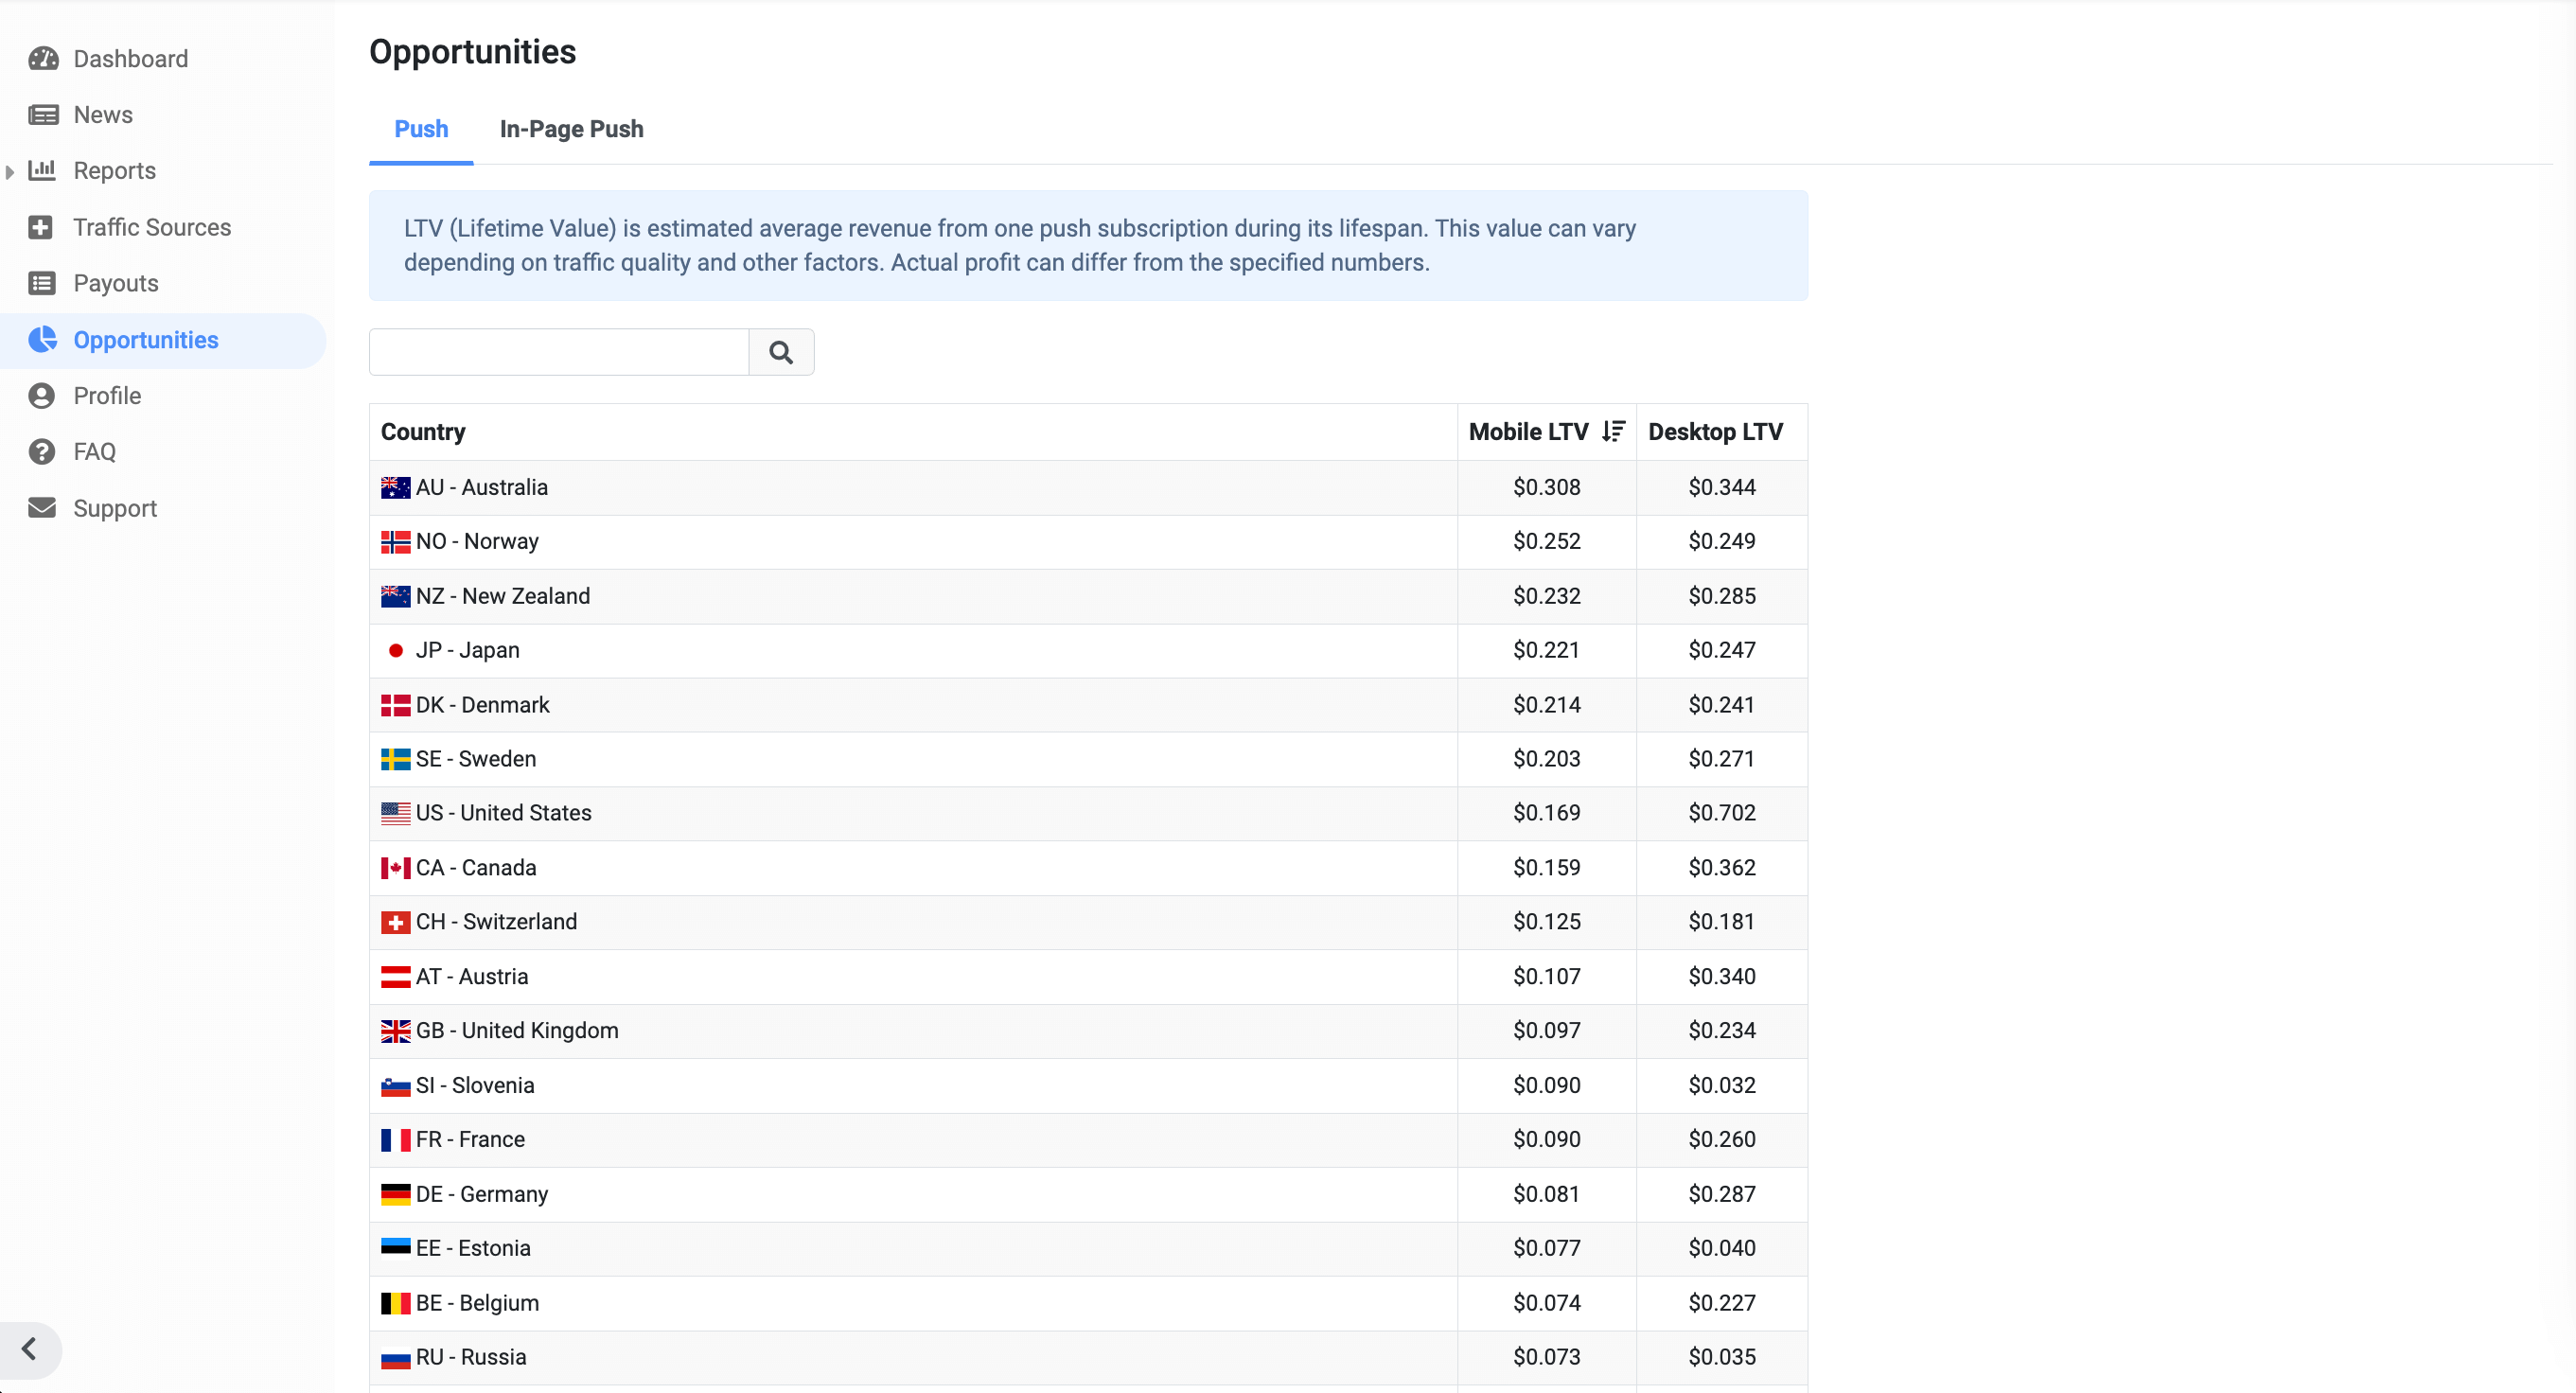 Dashboard
News
Reports
Traffic Sources
Payouts
Opportunities
Profile
FAQ
Support
Opportunities
Push In-Page Push
LTV (Lifetime Value) is estimated average revenue from one push subscription during its lifespan. This value can vary
depending on traffic quality and other factors. Actual profit can differ from the specified numbers.
Country Mobile LTV Desktop LTV
AU - Australia $0.308 $0.344
NO - Norway $0.252 $0.249
NZ - New Zealand $0.232 $0.285
JP - Japan $0.221 $0.247
DK - Denmark $0.214 $0.241
SE - Sweden $0.203 $0.271
US - United States $0.169 $0.702
CA - Canada $0.159 $0.362
CH - Switzerland $0.125 $0.181
AT - Austria $0.107 $0.340
GB - United Kingdom $0.097 $0.234
SI - Slovenia $0.090 $0.032
FR - France $0.090 $0.260
DE - Germany $0.081 $0.287
EE - Estonia $0.077 $0.040
BE - Belgium $0.074 $0.227
RU - Russia $0.073 $0.035